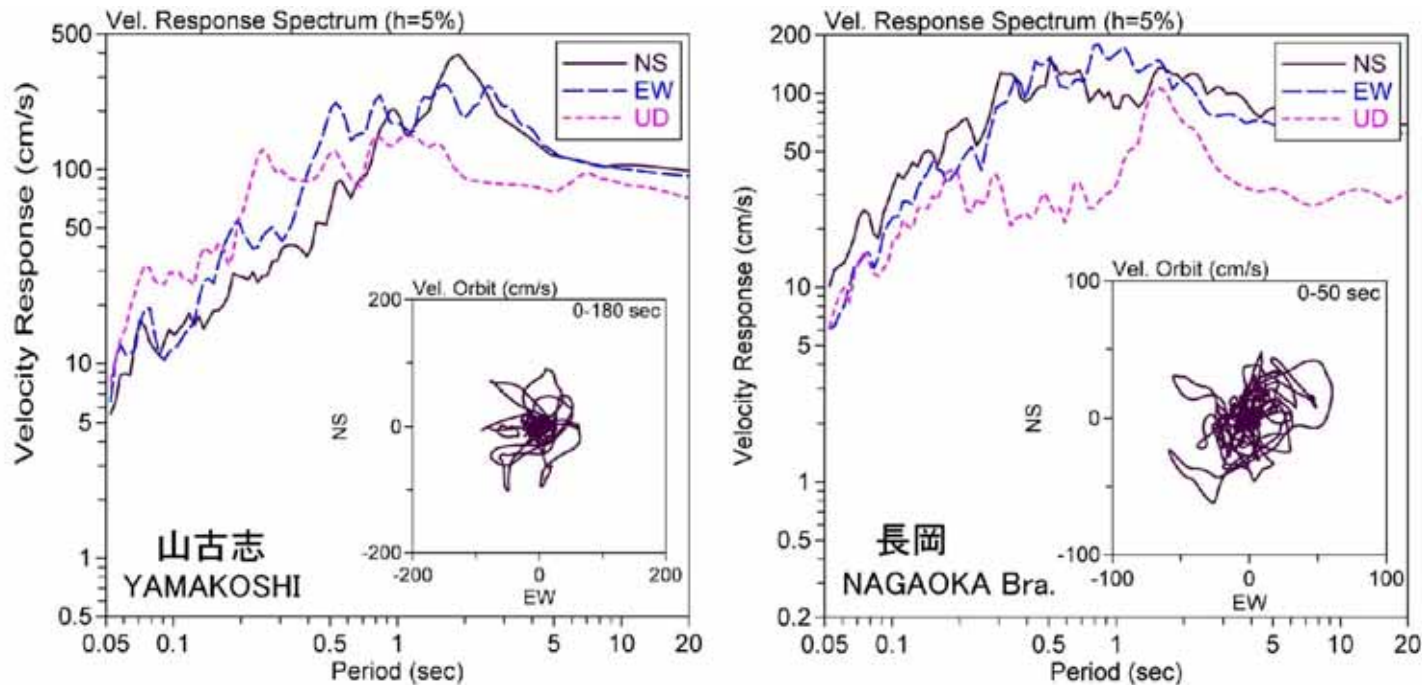 Vel. Response Spectrum (h=5%)
500
100
50
10
5
1
0.5
Velocity Response (cm/s)
NS
EW
UD
Vel. Orbit (cm/s)
200
0-180 sec
0
NS
-200
-200
0
200
EW
山古志
YAMAKOSHI
0.05
0.1
0.5
1
5
10
20
Period (sec)
Vel. Response Spectrum (h=5%)
200
100
50
10
5
1
0.5
0.2
Velocity Response (cm/s)
NS
EW
UD
Vel. Orbit (cm/s)
100
0-50 sec
0
NS
-100
-100
0
100
EW
長岡
NAGAOKA Bra.
0.05
0.1
0.5
1
5
10
20
Period (sec)